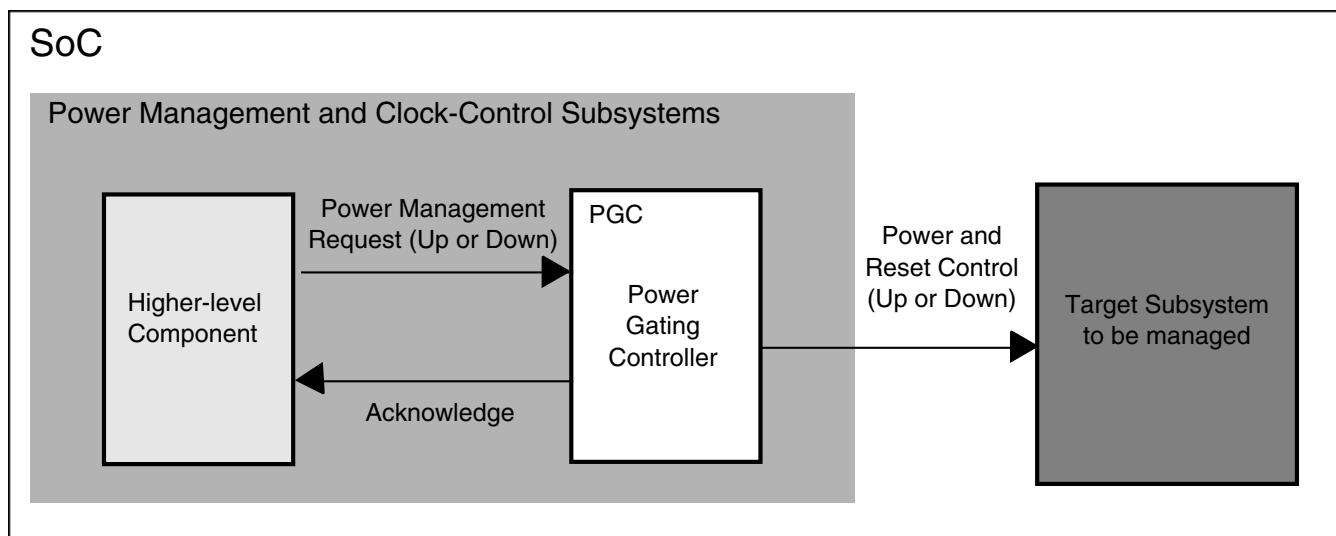 SoC
Power Management and Clock-Control Subsystems
Higher-level
Component
Power Management
Request (Up or Down)
Acknowledge
PGC
Power
Gating
Controller
Power and
Reset Control
(Up or Down)
Target Subsystem
to be managed